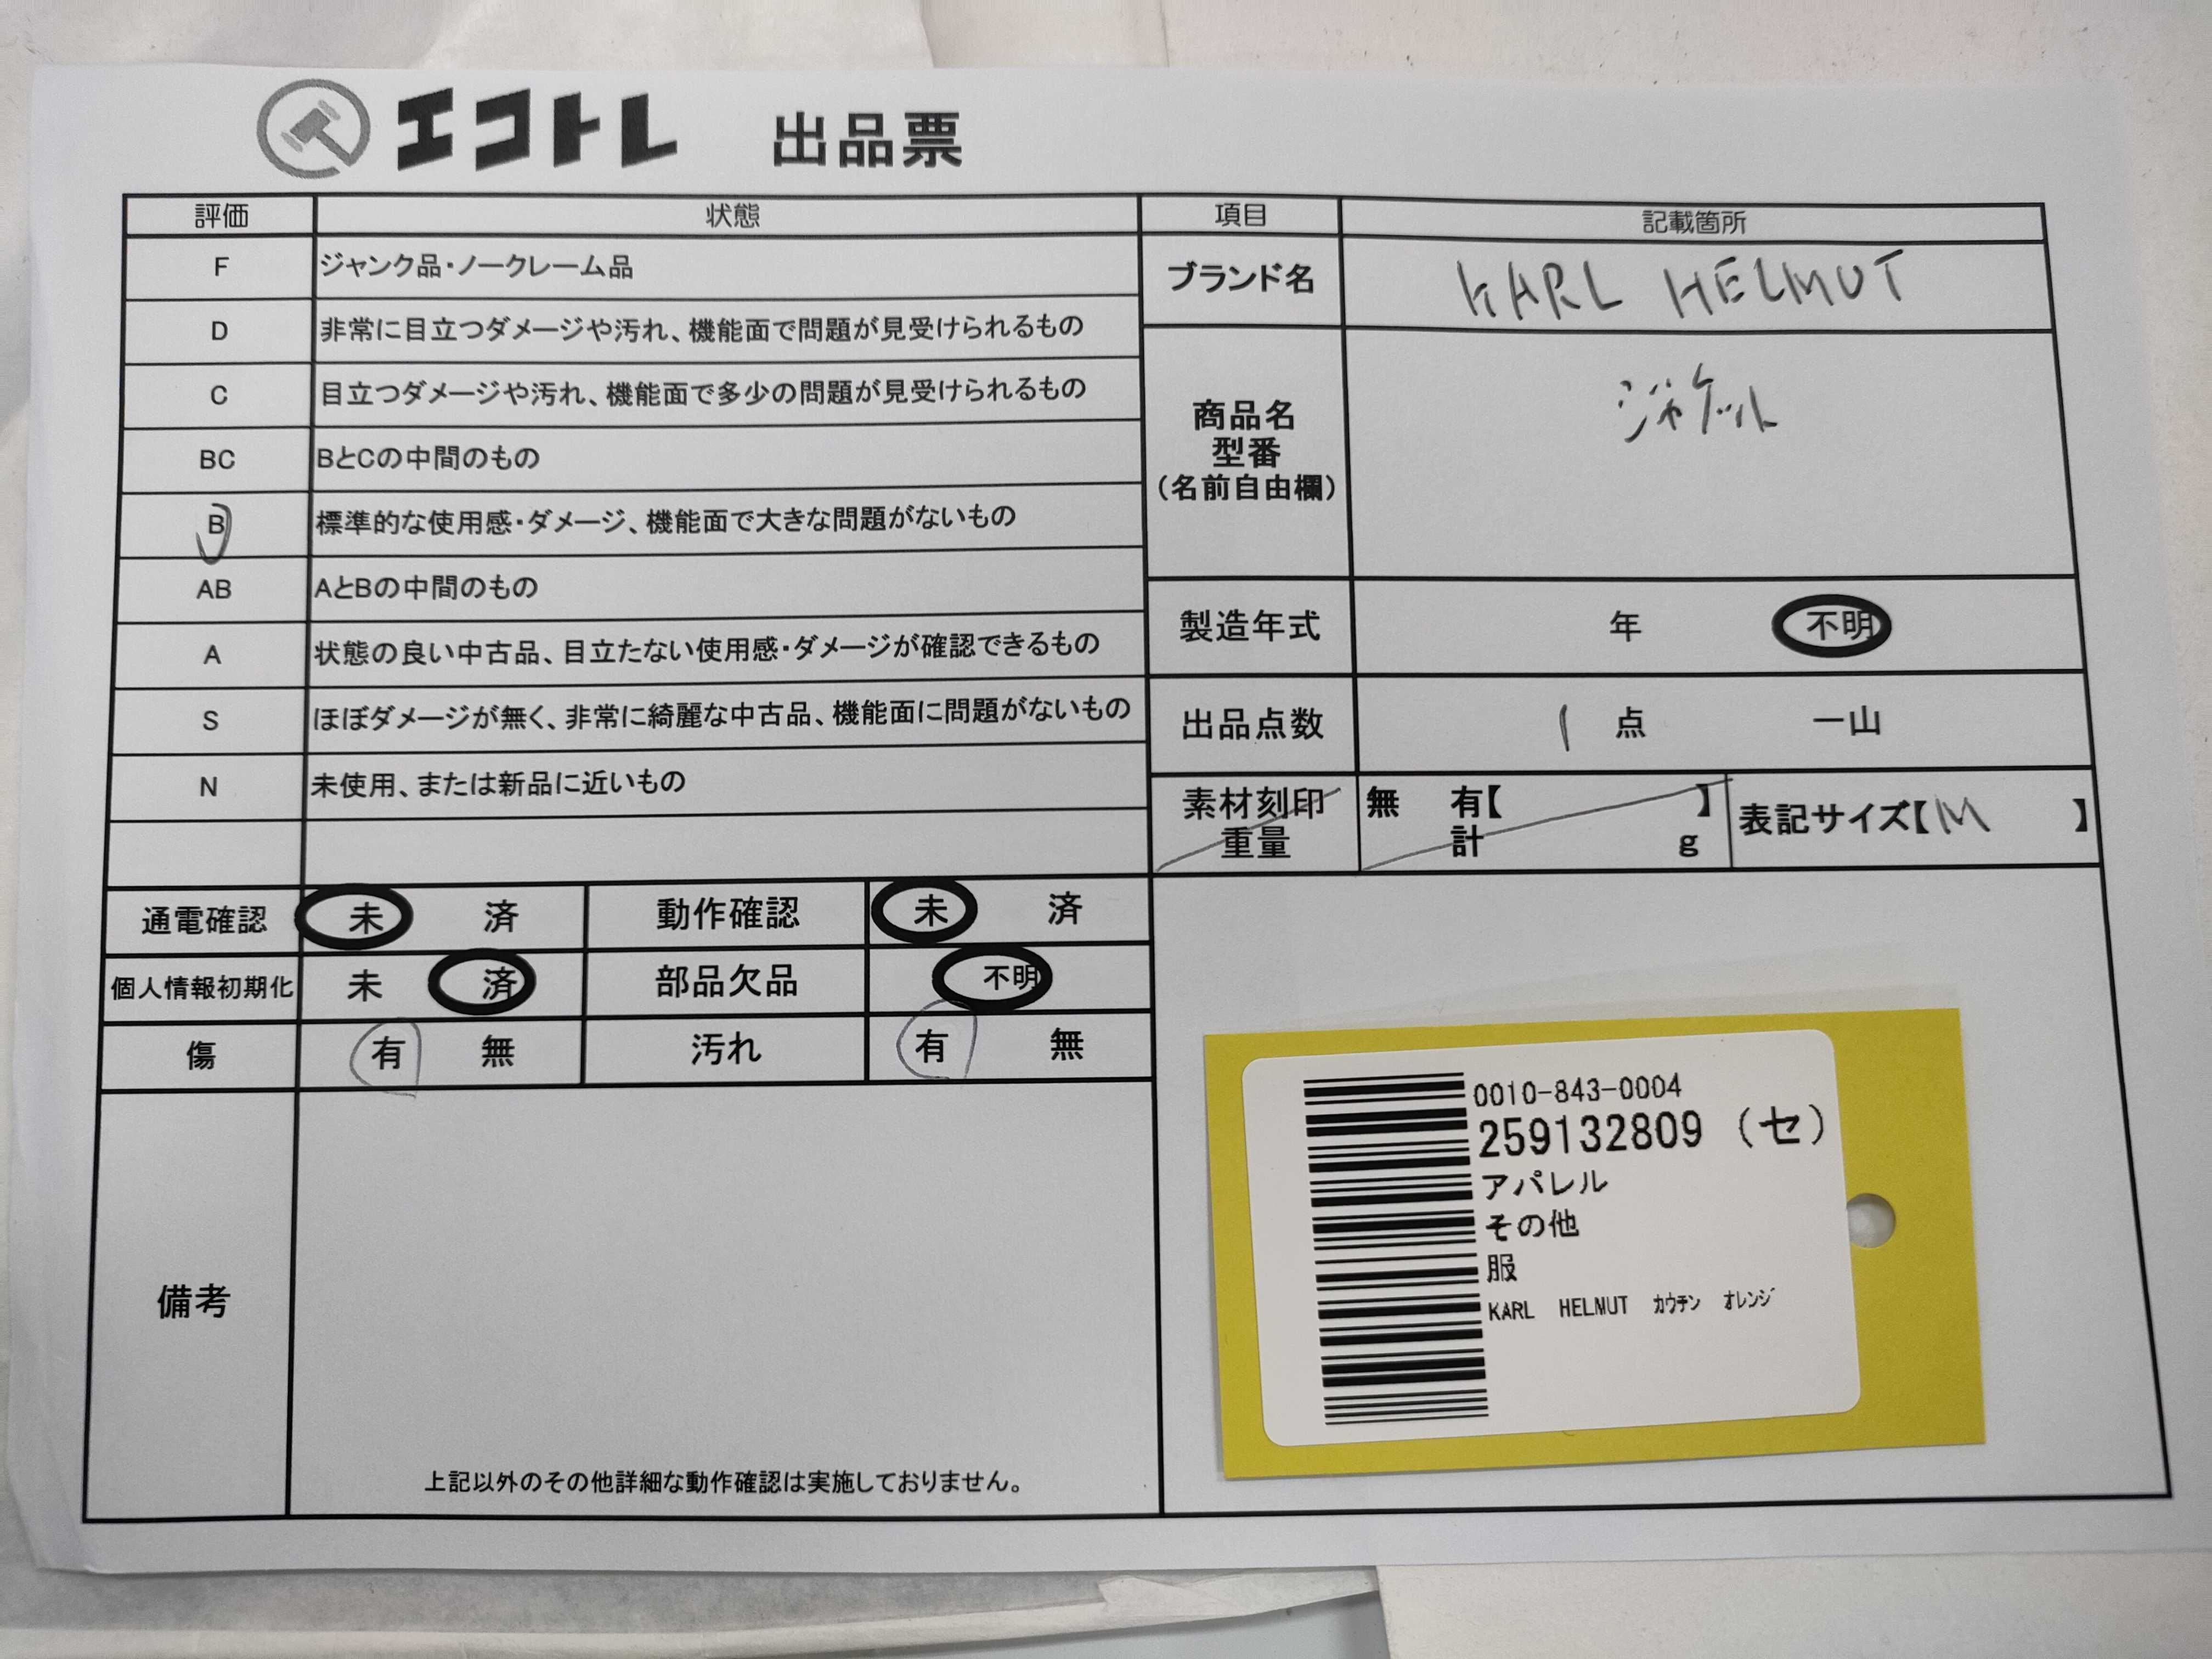 エコトレ 出品票
評価 状態
F ジャンク品・ノークレーム品
D 非常に目立つダメージや汚れ、機能面で問題が見受けられるもの
C 目立つダメージや汚れ、機能面で多少の問題が見受けられるもの
BC BとCの中間のもの
B 標準的な使用感・ダメージ、機能面で大きな問題がないもの
AB AとBの中間のもの
A 状態の良い中古品、目立たない使用感・ダメージが確認できるもの
S ほぼダメージが無く、非常に綺麗な中古品、機能面に問題がないもの
N 未使用、または新品に近いもの
項目 記載箇所
ブランド名 KARL HELMUT
商品名
型番
(名前自由欄)
ジャケット
製造年式 年 不明
出品点数 1 点 一山
素材刻印
重量
無 有【 】
計 g
表記サイズ【M 】
通電確認 未 済 動作確認 未 済
個人情報初期化 未 済 部品欠品 不明
傷 有 無 汚れ 有 無
備考
上記以外のその他詳細な動作確認は実施しておりません。
0010-843-0004
259132809 (セ)
アパレル
その他
服
KARL HELMUT カウチン オレンジ